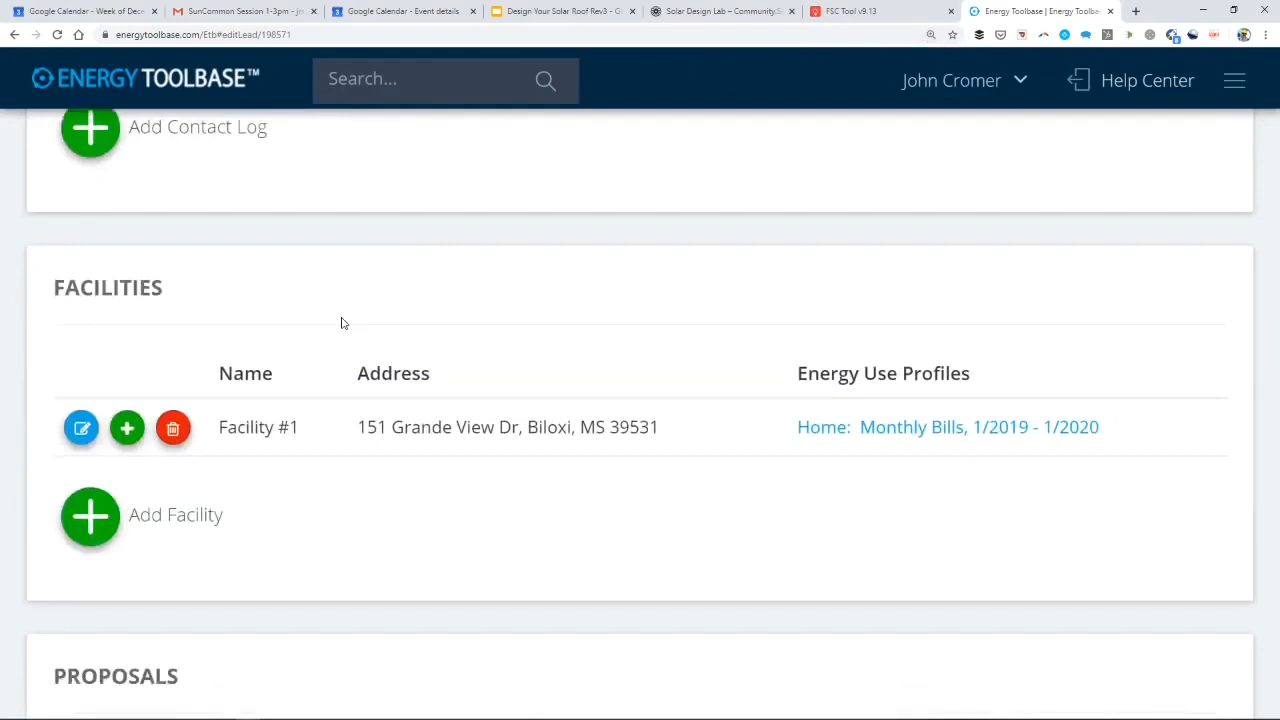 Google Calendar - Week of Dece
SunCommon Session 1-3pm - jm
Google Calendar - Event details
Design Your Solar Roof Rev3 - G
Solar Design Lab – Community.S
FSC Tool v9.13
Energy Toolbase | Energy Toolba
energytoolbase.com/Etb#editLead/198571
ENERGY TOOLBASE™
Search...
John Cromer
Help Center
Add Contact Log
FACILITIES
Name Address Energy Use Profiles
Facility #1 151 Grande View Dr, Biloxi, MS 39531 Home: Monthly Bills, 1/2019 - 1/2020
Add Facility
PROPOSALS